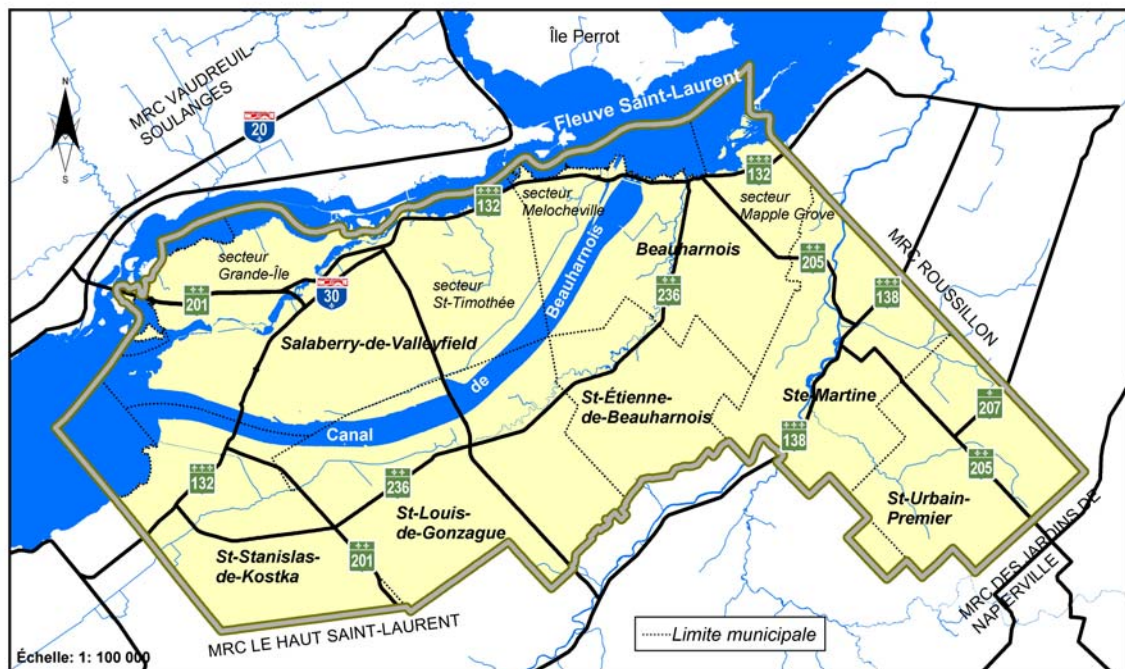 Île Perrot
MRC VAUDREUIL-
SOULANGES
20
N
S
Fleuve Saint-Laurent
132
132
secteur
Melocheville
secteur
Mapple Grove
secteur
Grande-Île
201
30
secteur
St-Timothée
Beauharnois
Beauharnois
236
205
138
MRC ROUSSILLON
Salaberry-de-Valleyfield
de
Canal
St-Étienne-
de-Beauharnois
Ste-Martine
207
138
205
132
236
St-Louis-
de-Gonzague
St-Urbain-
Premier
St-Stanislas-
de-Kostka
201
MRC DES JARDINS DE
NAPIERVILLE
MRC LE HAUT SAINT-LAURENT
Limite municipale
Échelle: 1: 100 000